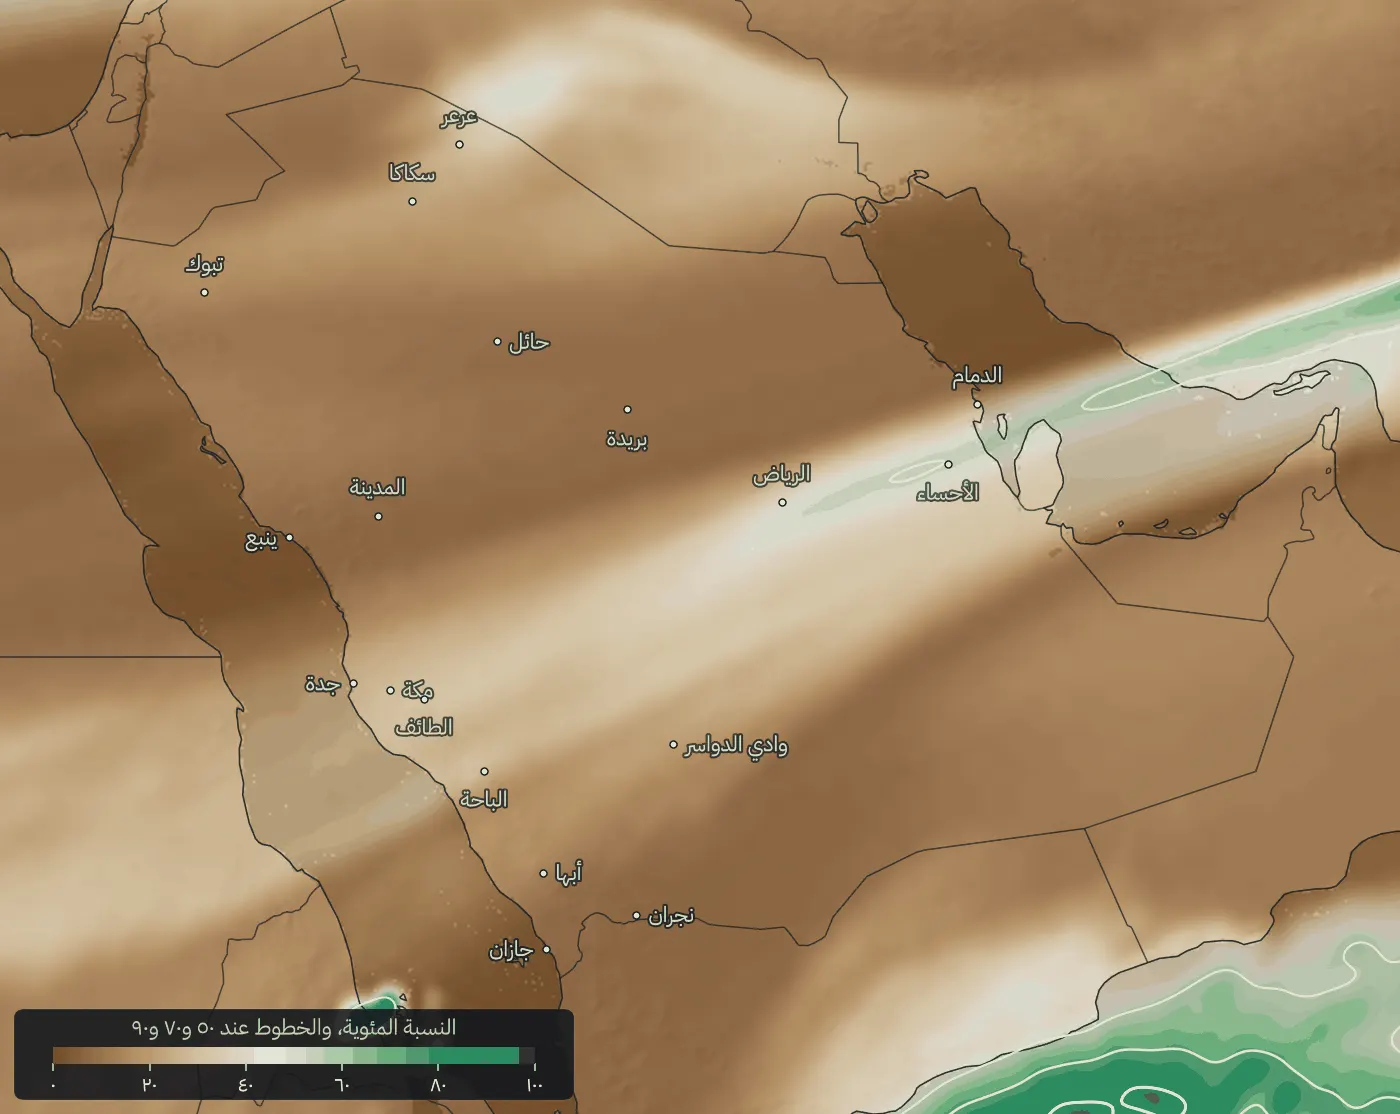 عرعر
سكاكا
تبوك
حائل
الدمام
بريدة
الرياض
المدينة
الأحساء
ينبع
جدة
مكة
الطائف
وادي الدواسر
الباحة
أبها
نجران
جازان
النسبة المئوية، والخطوط عند ٥٠ و٧٠ و٩٠
٠ ٢٠ ٤٠ ٦٠ ٨٠ ١٠٠